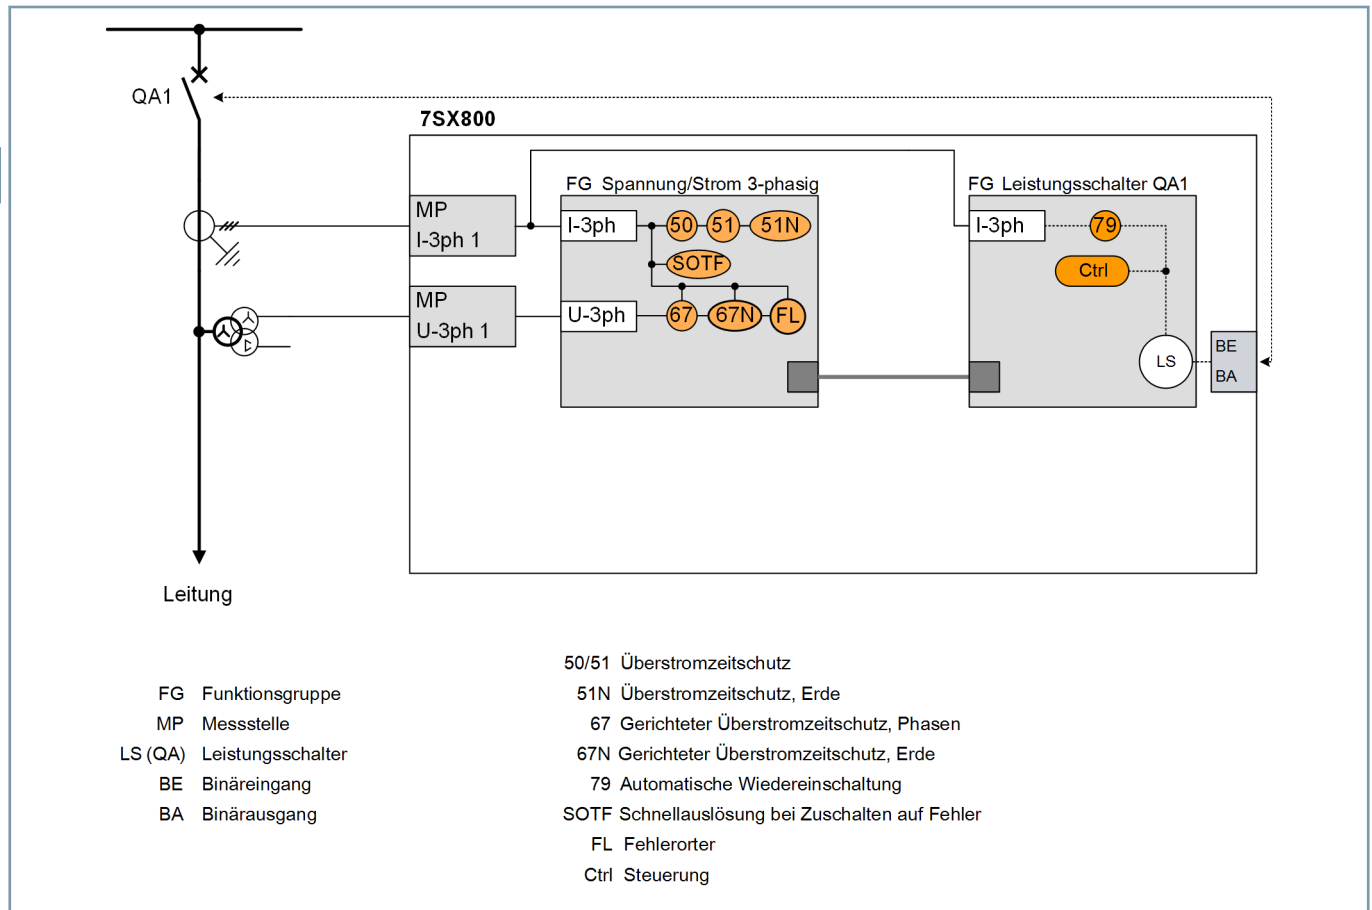 QA1
7SX800
FG Spannung/Strom 3-phasig
FG Leistungsschalter QA1
MP
I-3ph 1
I-3ph
50
51
51N
I-3ph
79
SOTF
Ctrl
MP
U-3ph 1
U-3ph
67
67N
FL
LS
BE
BA
Leitung
50/51 Überstromzeitschutz
FG Funktionsgruppe
51N Überstromzeitschutz, Erde
MP Messstelle
67 Gerichteter Überstromzeitschutz, Phasen
LS (QA) Leistungsschalter
67N Gerichteter Überstromzeitschutz, Erde
BE Binäreingang
79 Automatische Wiedereinschaltung
BA Binärausgang
SOTF Schnellauslösung bei Zuschalten auf Fehler
FL Fehlerorter
Ctrl Steuerung